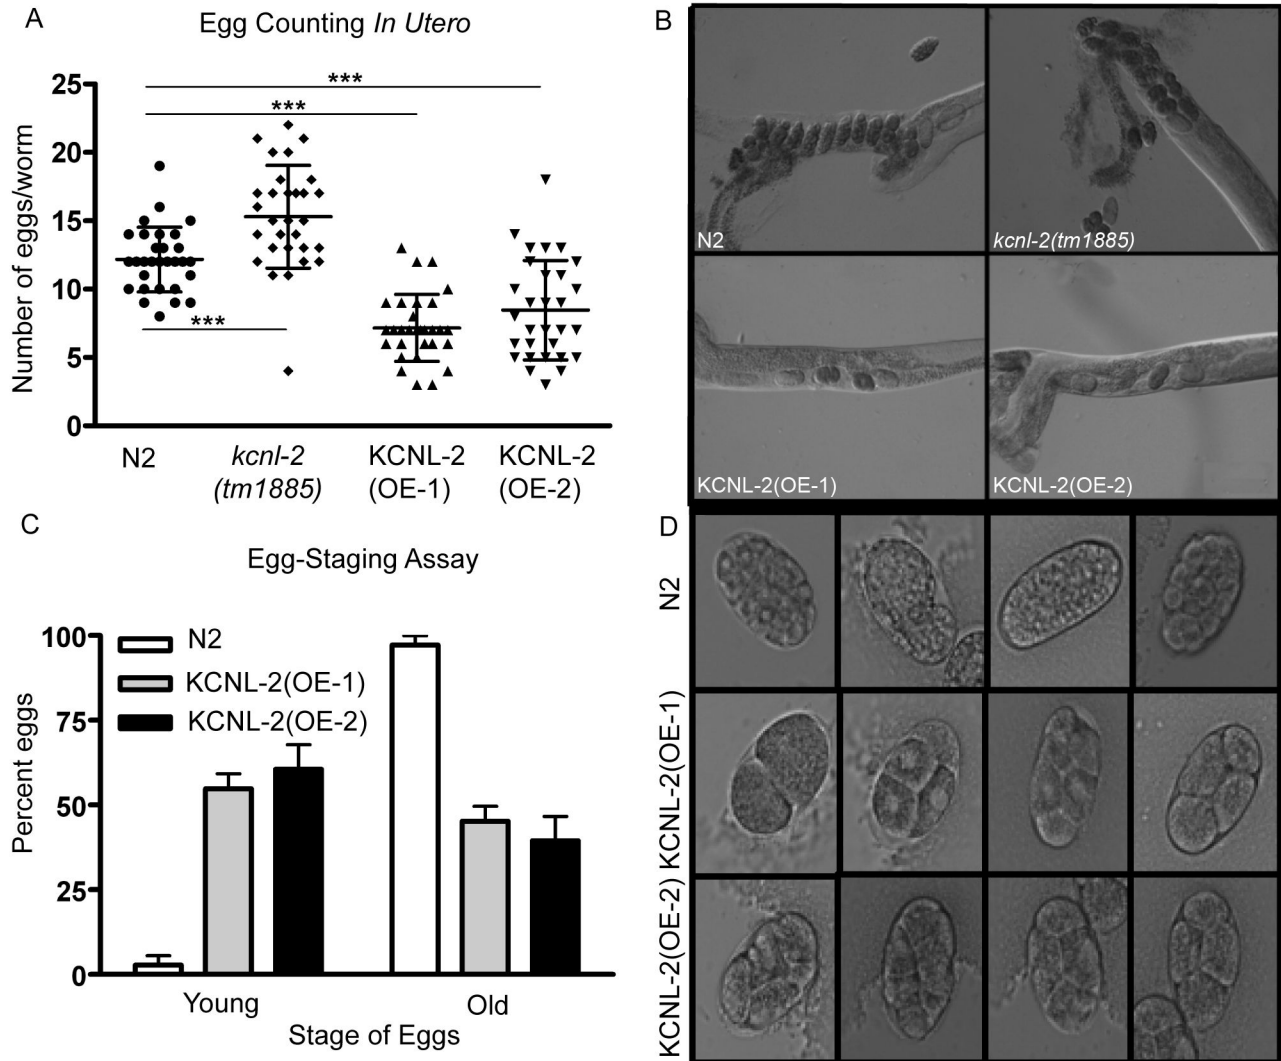 A
Egg Counting In Utero
Number of eggs/worm
25
20
15
10
5
0
***
***
***
N2
kcnl-2
(tm1885)
KCNL-2
(OE-1)
KCNL-2
(OE-2)
B
N2
kcnl-2(tm1885)
KCNL-2(OE-1)
KCNL-2(OE-2)
C
Egg-Staging Assay
Percent eggs
100
75
50
25
0
N2
KCNL-2(OE-1)
KCNL-2(OE-2)
Young
Old
Stage of Eggs
D
N2
KCNL-2(OE-1)
KCNL-2(OE-2)